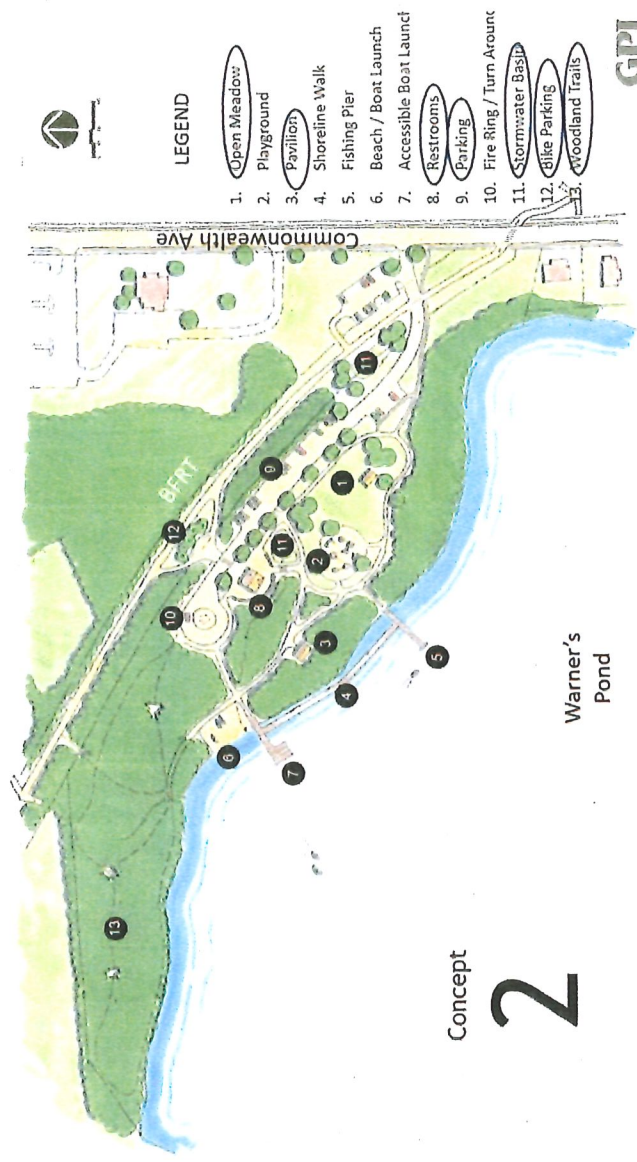 LEGEND
1. Open Meadow
2. Playground
3. Pavilion
4. Shoreline Walk
5. Fishing Pier
6. Beach / Boat Launch
7. Accessible Boat Launch
8. Restrooms
9. Parking
10. Fire Ring / Turn Around
11. Stormwater Basin
12. Bike Parking
13. Woodland Trails
GPI
Commonwealth Ave
BFRT
12
11
9
10
11
1
8
2
3
13
6
4
5
7
Warner's
Pond
Concept
2